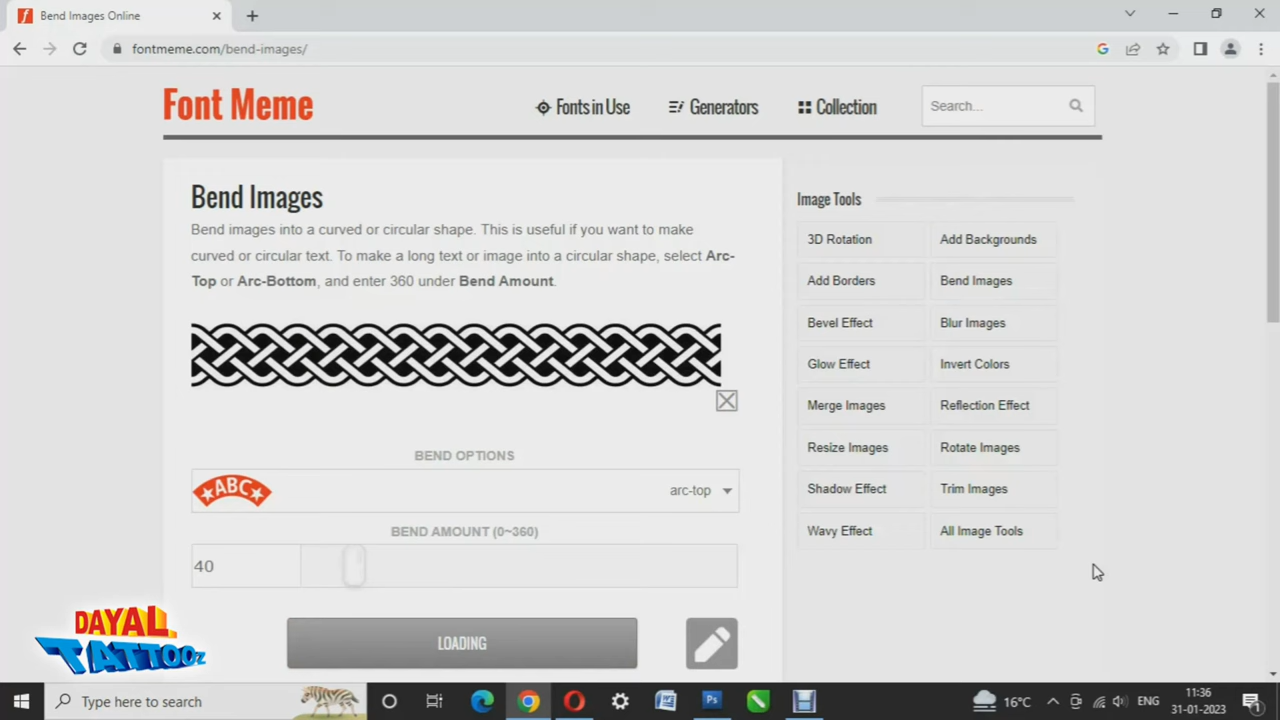 Bend Images Online
fontmeme.com/bend-images/
Font Meme
Fonts in Use
Generators
Collection
Search...
Bend Images
Bend images into a curved or circular shape. This is useful if you want to make
curved or circular text. To make a long text or image into a circular shape, select Arc-
Top or Arc-Bottom, and enter 360 under Bend Amount.
BEND OPTIONS
ABC
arc-top
BEND AMOUNT (0~360)
40
LOADING
Image Tools
3D Rotation
Add Backgrounds
Add Borders
Bend Images
Bevel Effect
Blur Images
Glow Effect
Invert Colors
Merge Images
Reflection Effect
Resize Images
Rotate Images
Shadow Effect
Trim Images
Wavy Effect
All Image Tools
DAYAL
TATTOOZ
Type here to search
16°C
ENG
11:36
31-01-2023
1